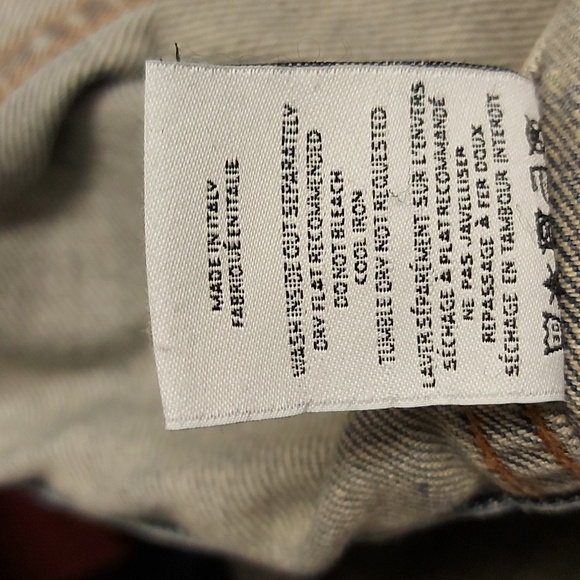 MADE IN ITALY
FABRIQUÉ EN ITALIE
WASH INSIDE OUT SEPARATELY
DRY FLAT RECOMMENDED
DO NOT BLEACH
COOL IRON
TUMBLE DRY NOT REQUESTED
LAVER SÉPARÉMENT SUR L'ENVERS
SÉCHAGE À PLAT RECOMMANDÉ
NE PAS JAVELLISER
REPASSAGE À FER DOUX
SÉCHAGE EN TAMBOUR INTERDIT